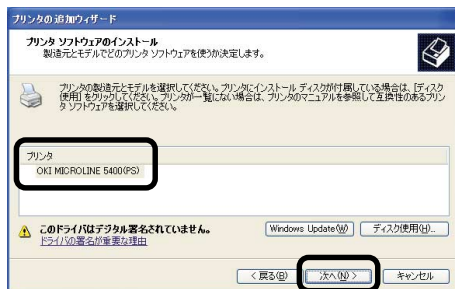 プリンタの追加ウィザード
プリンタ ソフトウェアのインストール
製造元とモデルでどのプリンタ ソフトウェアを使うか決定します。
プリンタの製造元とモデルを選択してください。プリンタにインストール ディスクが付属している場合は、[ディスク
使用] をクリックしてください。プリンタが一覧にない場合は、プリンタのマニュアルを参照して互換性のあるプリン
タ ソフトウェアを選択してください。
プリンタ
OKI MICROLINE 5400(PS)
このドライバはデジタル署名されていません。
ドライバの署名が重要な理由
Windows Update(W)
ディスク使用(H)...
< 戻る(B)
次へ(N) >
キャンセル